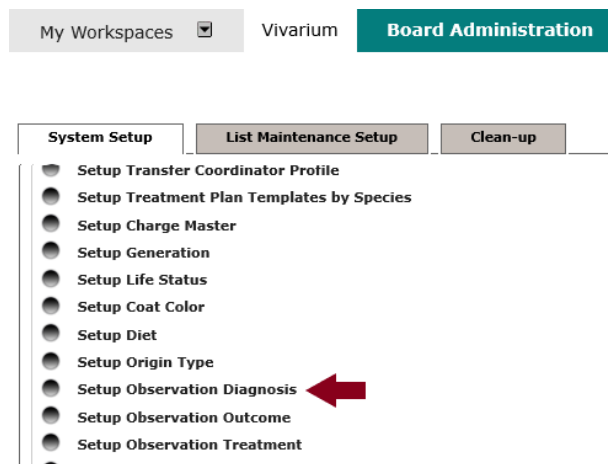 My Workspaces Vivarium Board Administration
System Setup List Maintenance Setup Clean-up
Setup Transfer Coordinator Profile
Setup Treatment Plan Templates by Species
Setup Charge Master
Setup Generation
Setup Life Status
Setup Coat Color
Setup Diet
Setup Origin Type
Setup Observation Diagnosis
Setup Observation Outcome
Setup Observation Treatment